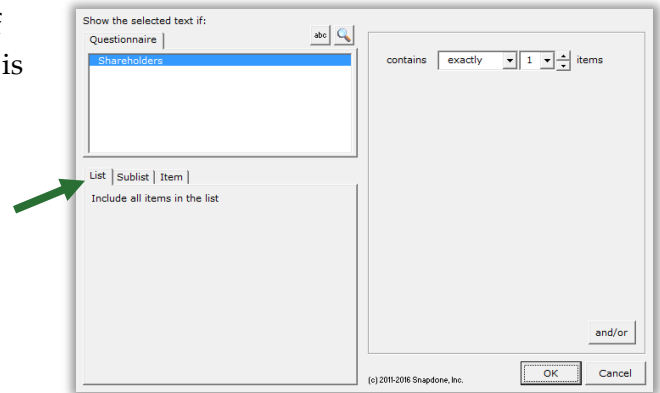 is
Show the selected text if:
Questionnaire
abc
Shareholders
contains exactly 1 items
List Sublist Item
Include all items in the list
and/or
(c) 2011-2016 Snapdone, Inc.
OK Cancel